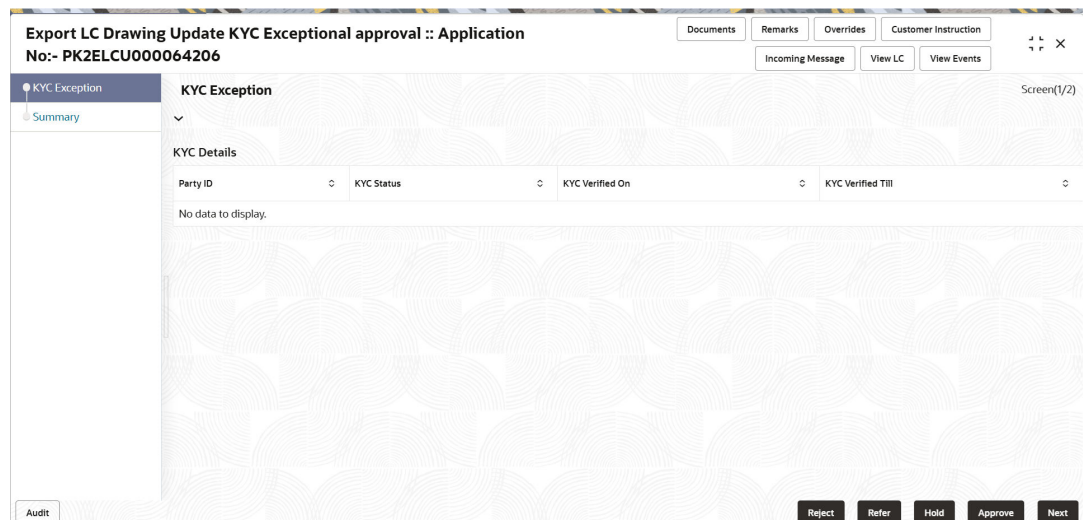 Export LC Drawing Update KYC Exceptional approval :: Application
No:- PK2ELCU000064206
Documents
Remarks
Overrides
Customer Instruction
Incoming Message
View LC
View Events
KYC Exception
Summary
KYC Exception
Screen(1/2)
KYC Details
Party ID
KYC Status
KYC Verified On
KYC Verified Till
No data to display.
Audit
Reject
Refer
Hold
Approve
Next